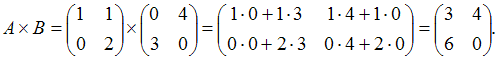 A × B = (1 1 0 2) × (0 4 3 0) = (1·0+1·3 1·4+1·0 0·0+2·3 0·4+2·0) = (3 4 6 0).